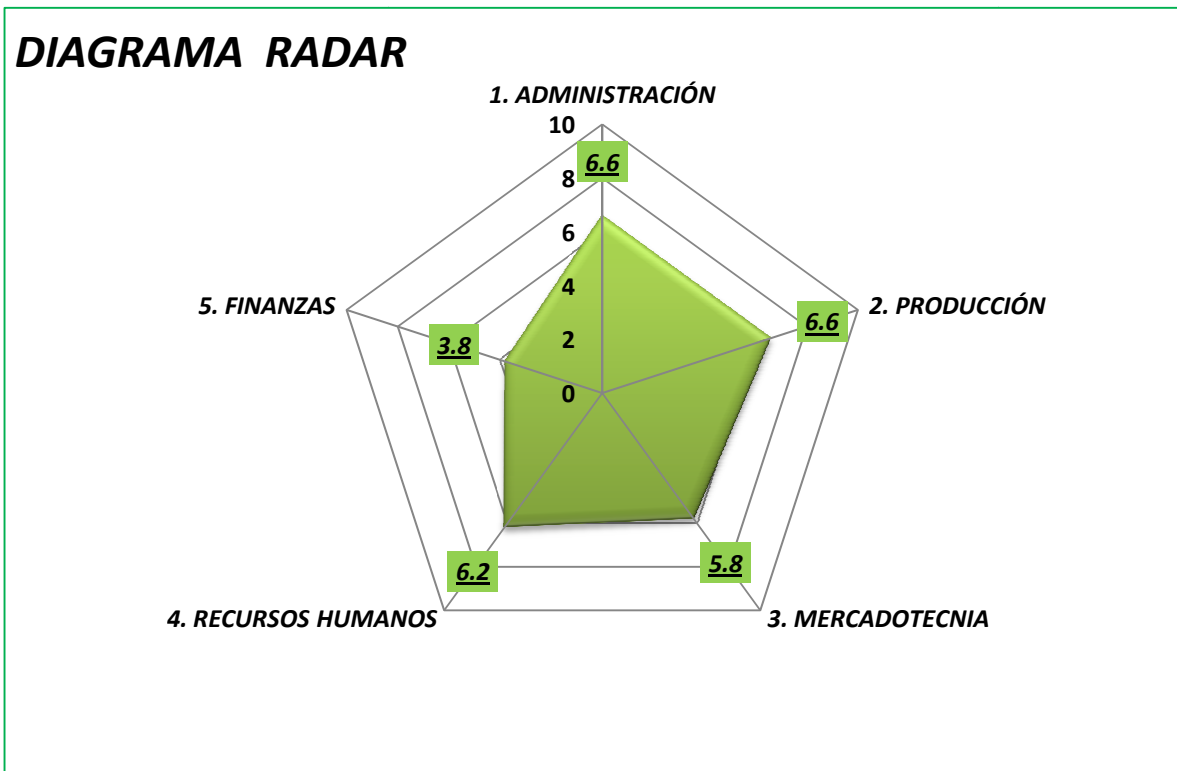 DIAGRAMA RADAR
1. ADMINISTRACIÓN
10
6.6
8
6
4
2
0
5. FINANZAS
3.8
2. PRODUCCIÓN
6.6
6.2
5.8
4. RECURSOS HUMANOS
3. MERCADOTECNIA